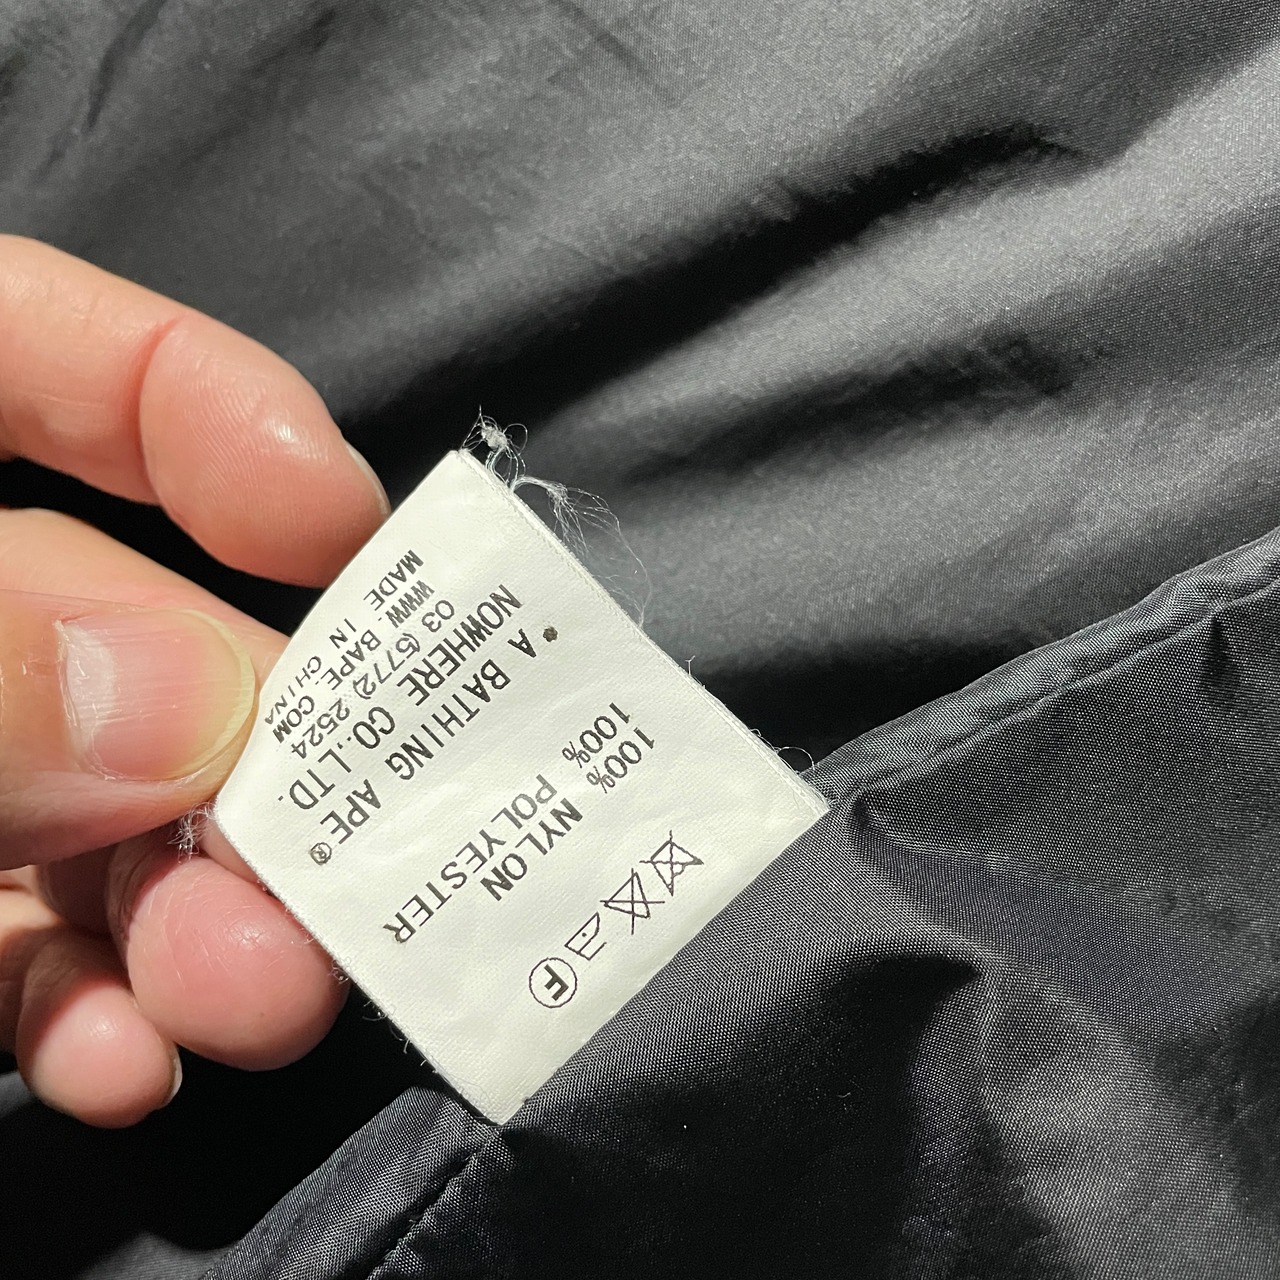 Ⓕ
100% NYLON
100% POLYESTER
"A BATHING APE®
NOWHERE CO.,LTD.
03 (5772) 2524
WWW. BAPE. COM
MADE IN CHINA